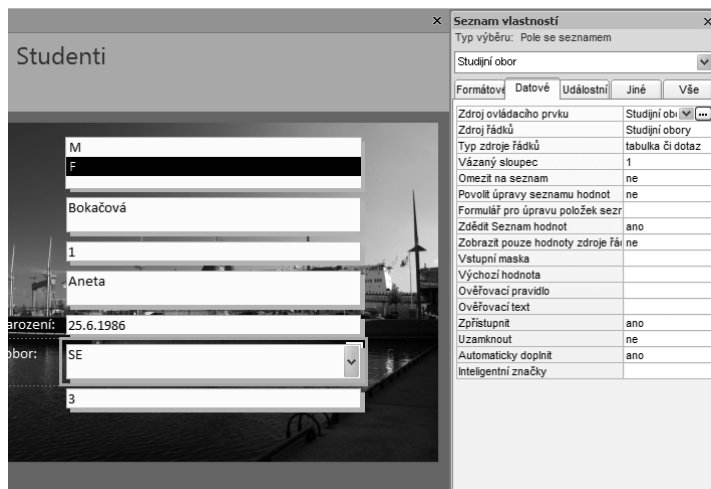 Studenti
M
F
Bokačová
1
Aneta
arození: 25.6.1986
obor: SE
3
Seznam vlastností
Typ výběru: Pole se seznamem
Studijní obor
Formátové Datové Událostní Jiné Vše
Zdroj ovládacího prvku Studijní obo
Zdroj řádků Studijní obory
Typ zdroje řádků tabulka či dotaz
Vázaný sloupec 1
Omezit na seznam ne
Povolit úpravy seznamu hodnot ne
Formulář pro úpravu položek sezr
Zdědit Seznam hodnot ano
Zobrazit pouze hodnoty zdroje řá ne
Vstupní maska
Výchozí hodnota
Ověřovací pravidlo
Ověřovací text
Zpřístupnit ano
Uzamknout ne
Automaticky doplnit ano
Inteligentní značky